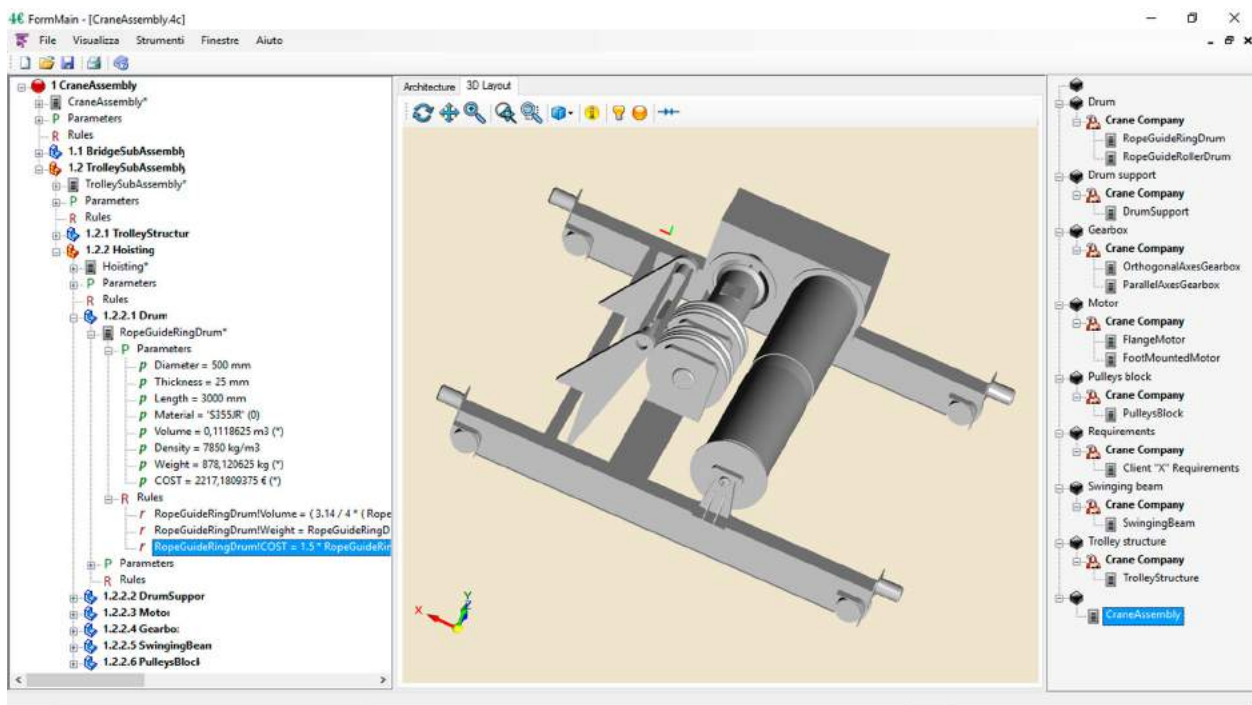 4€ FormMain - [CraneAssembly.4c]
File Visualizza Strumenti Finestre Aiuto
1 CraneAssembly
CraneAssembly*
P Parameters
R Rules
1.1 BridgeSubAssembly
1.2 TrolleySubAssembly
TrolleySubAssembly*
P Parameters
R Rules
1.2.1 TrolleyStructur
1.2.2 Hoisting
Hoisting*
P Parameters
R Rules
1.2.2.1 Drum
RopeGuideRingDrum*
P Parameters
p Diameter = 500 mm
p Thickness = 25 mm
p Length = 3000 mm
p Material = 'S355JR' (0)
p Volume = 0,1118625 m3 (*)
p Density = 7850 kg/m3
p Weight = 878,120625 kg (*)
p COST = 2217,1809375 € (*)
R Rules
r RopeGuideRingDrum!Volume = ( 3.14 / 4 * ( Rope
r RopeGuideRingDrum!Weight = RopeGuideRingD
r RopeGuideRingDrum!COST = 1.5 * RopeGuideRin
P Parameters
R Rules
1.2.2.2 DrumSuppor
1.2.2.3 Motor
1.2.2.4 Gearbo
1.2.2.5 SwingingBean
1.2.2.6 PulleysBlock
Architecture 3D Layout
X
Y
Z
Drum
Crane Company
RopeGuideRingDrum
RopeGuideRollerDrum
Drum support
Crane Company
DrumSupport
Gearbox
Crane Company
OrthogonalAxesGearbox
ParallelAxesGearbox
Motor
Crane Company
FlangeMotor
FootMountedMotor
Pulleys block
Crane Company
PulleysBlock
Requirements
Crane Company
Client "X" Requirements
Swinging beam
Crane Company
SwingingBeam
Trolley structure
Crane Company
TrolleyStructure
CraneAssembly